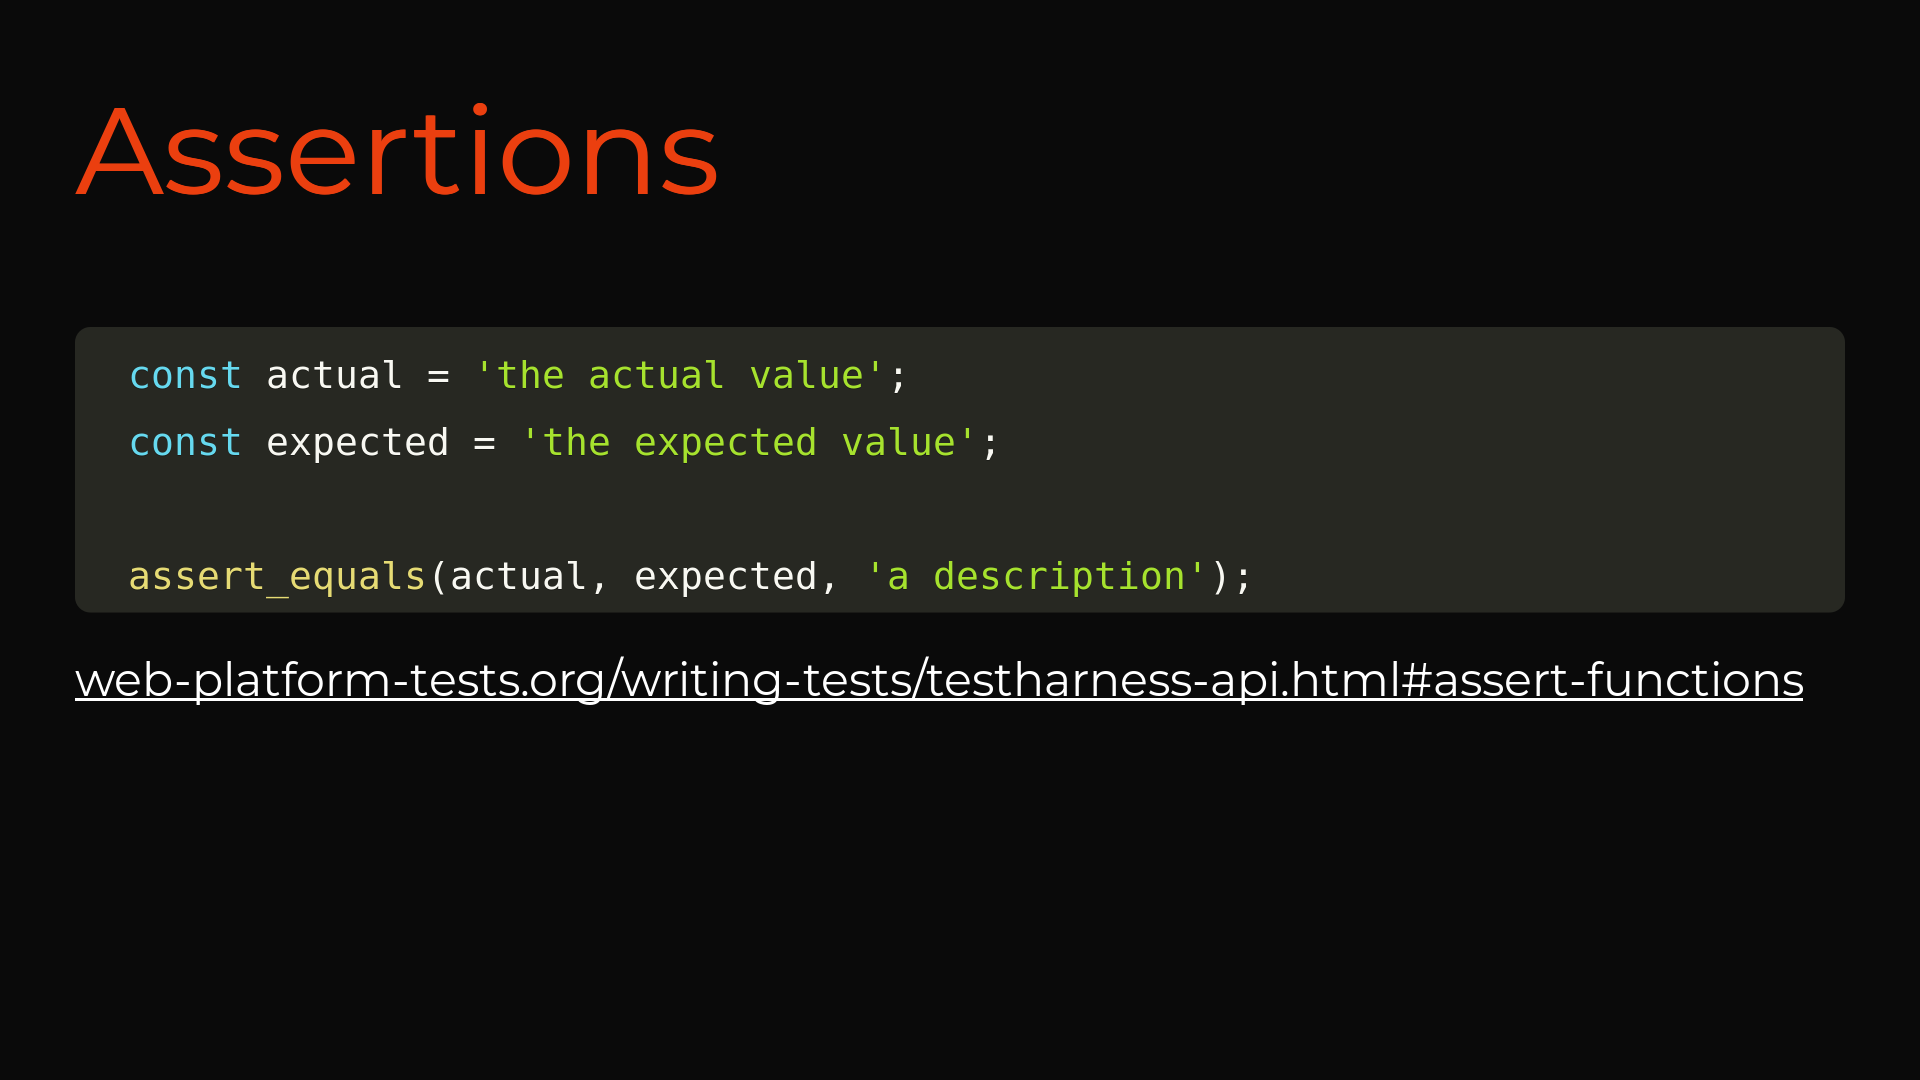 Assertions
const actual = 'the actual value';
const expected = 'the expected value';
assert_equals(actual, expected, 'a description');
web-platform-tests.org/writing-tests/testharness-api.html#assert-functions